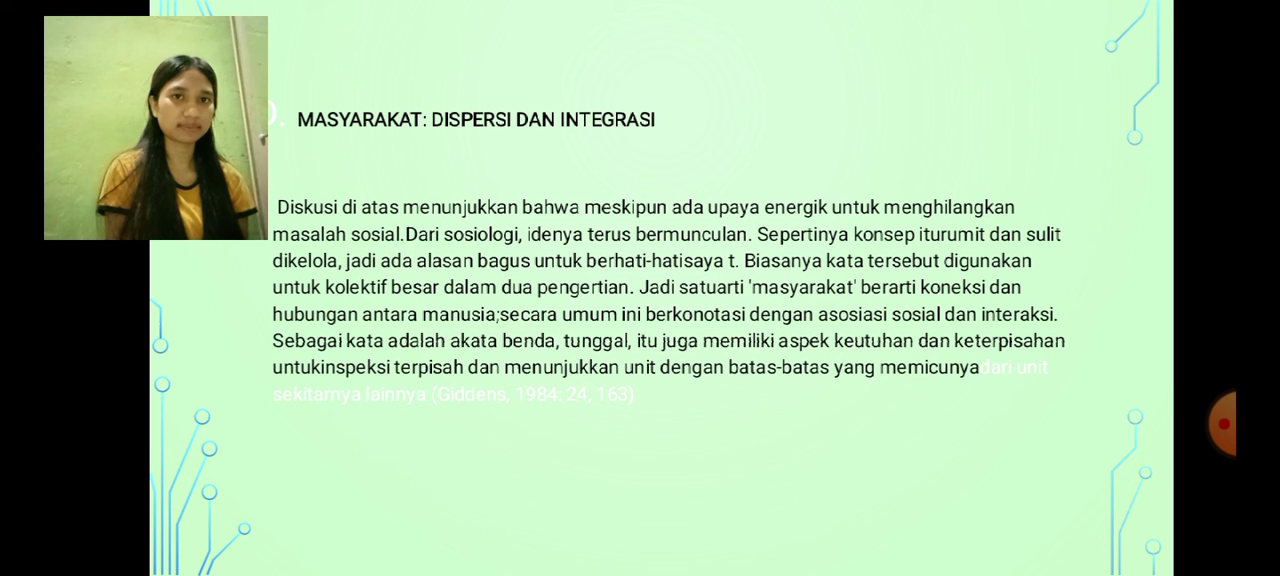 . MASYARAKAT: DISPERSI DAN INTEGRASI
Diskusi di atas menunjukkan bahwa meskipun ada upaya energik untuk menghilangkan
masalah sosial.Dari sosiologi, idenya terus bermunculan. Sepertinya konsep iturumit dan sulit
dikelola, jadi ada alasan bagus untuk berhati-hatisaya t. Biasanya kata tersebut digunakan
untuk kolektif besar dalam dua pengertian. Jadi satuarti 'masyarakat' berarti koneksi dan
hubungan antara manusia;secara umum ini berkonotasi dengan asosiasi sosial dan interaksi.
Sebagai kata adalah akata benda, tunggal, itu juga memiliki aspek keutuhan dan keterpisahan
untukinspeksi terpisah dan menunjukkan unit dengan batas-batas yang memicunyadari unit
sekitarnya lainnya (Giddens, 1984: 24, 163)